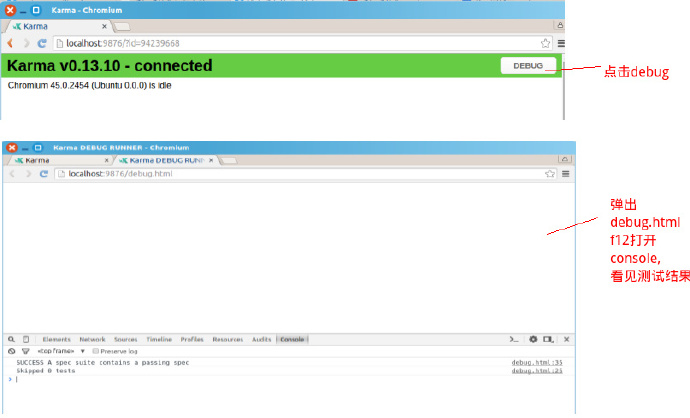 Karma - Chromium
Karma
localhost:9876/?id=94239668
Karma v0.13.10 - connected
DEBUG
点击debug
Chromium 45.0.2454 (Ubuntu 0.0.0) is idle
Karma DEBUG RUNNER - Chromium
Karma
Karma DEBUG RUNN
localhost:9876/debug.html
弹出
debug.html
f12打开
console,
看见测试结果
Elements Network Sources Timeline Profiles Resources Audits Console
<top frame> Preserve log
SUCCESS A spec suite contains a passing spec debug.html:35
Skipped 0 tests debug.html:25